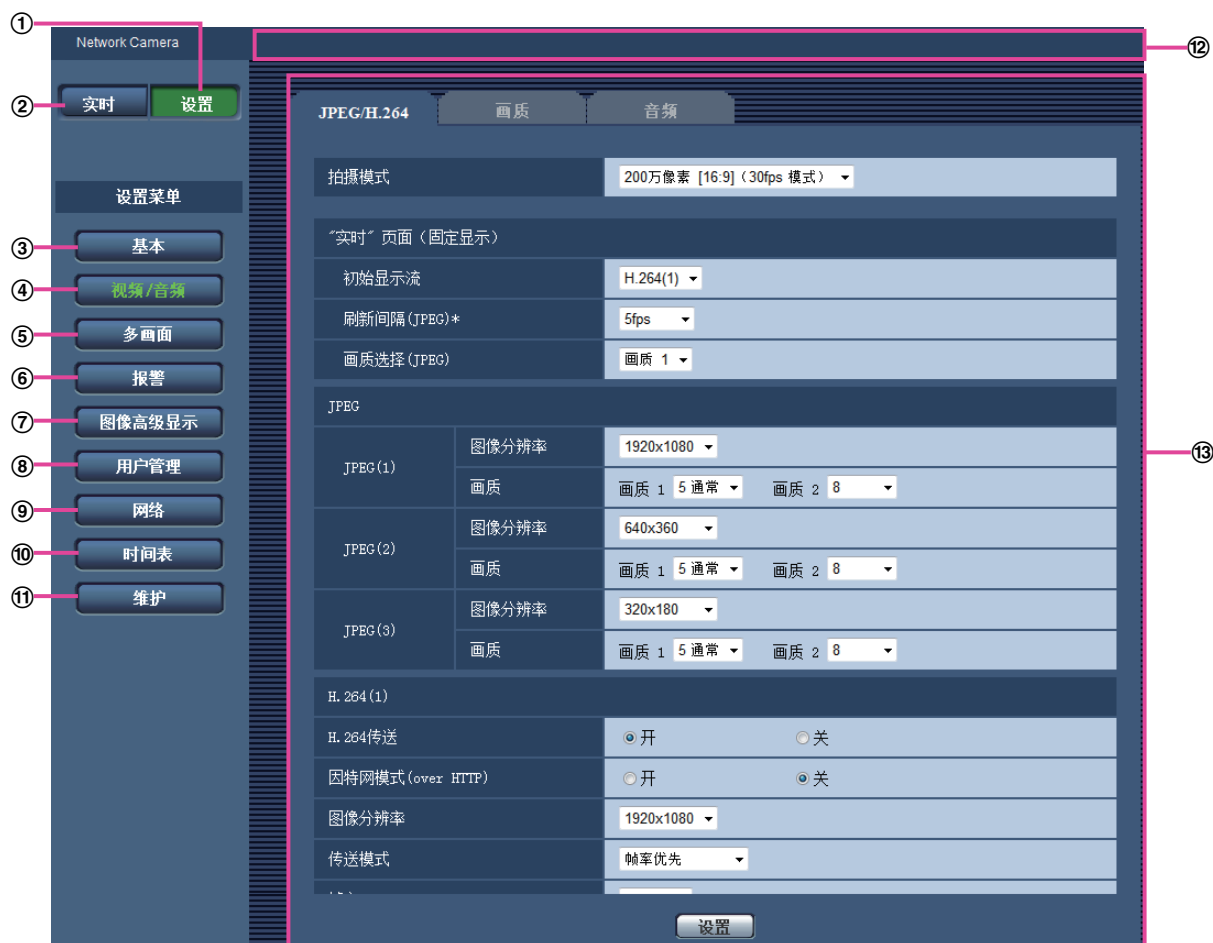 ①
Network Camera
⑫
② 实时 设置
JPEG/H.264 画质 音频
拍摄模式 200万像素 [16:9]（30fps 模式）
设置菜单
"实时" 页面（固定显示）
③ 基本
初始显示流 H.264(1)
④ 视频/音频
刷新间隔(JPEG)* 5fps
⑤ 多画面
画质选择(JPEG) 画质 1
⑥ 报警
JPEG
⑦ 图像高级显示
JPEG(1) 图像分辨率 1920x1080
⑬
⑧ 用户管理
画质 画质 1 5 通常 画质 2 8
⑨ 网络
JPEG(2) 图像分辨率 640x360
⑩ 时间表
画质 画质 1 5 通常 画质 2 8
⑪ 维护
JPEG(3) 图像分辨率 320x180
画质 画质 1 5 通常 画质 2 8
H.264(1)
H.264传送 开 关
因特网模式(over HTTP) 开 关
图像分辨率 1920x1080
传送模式 帧率优先
设置